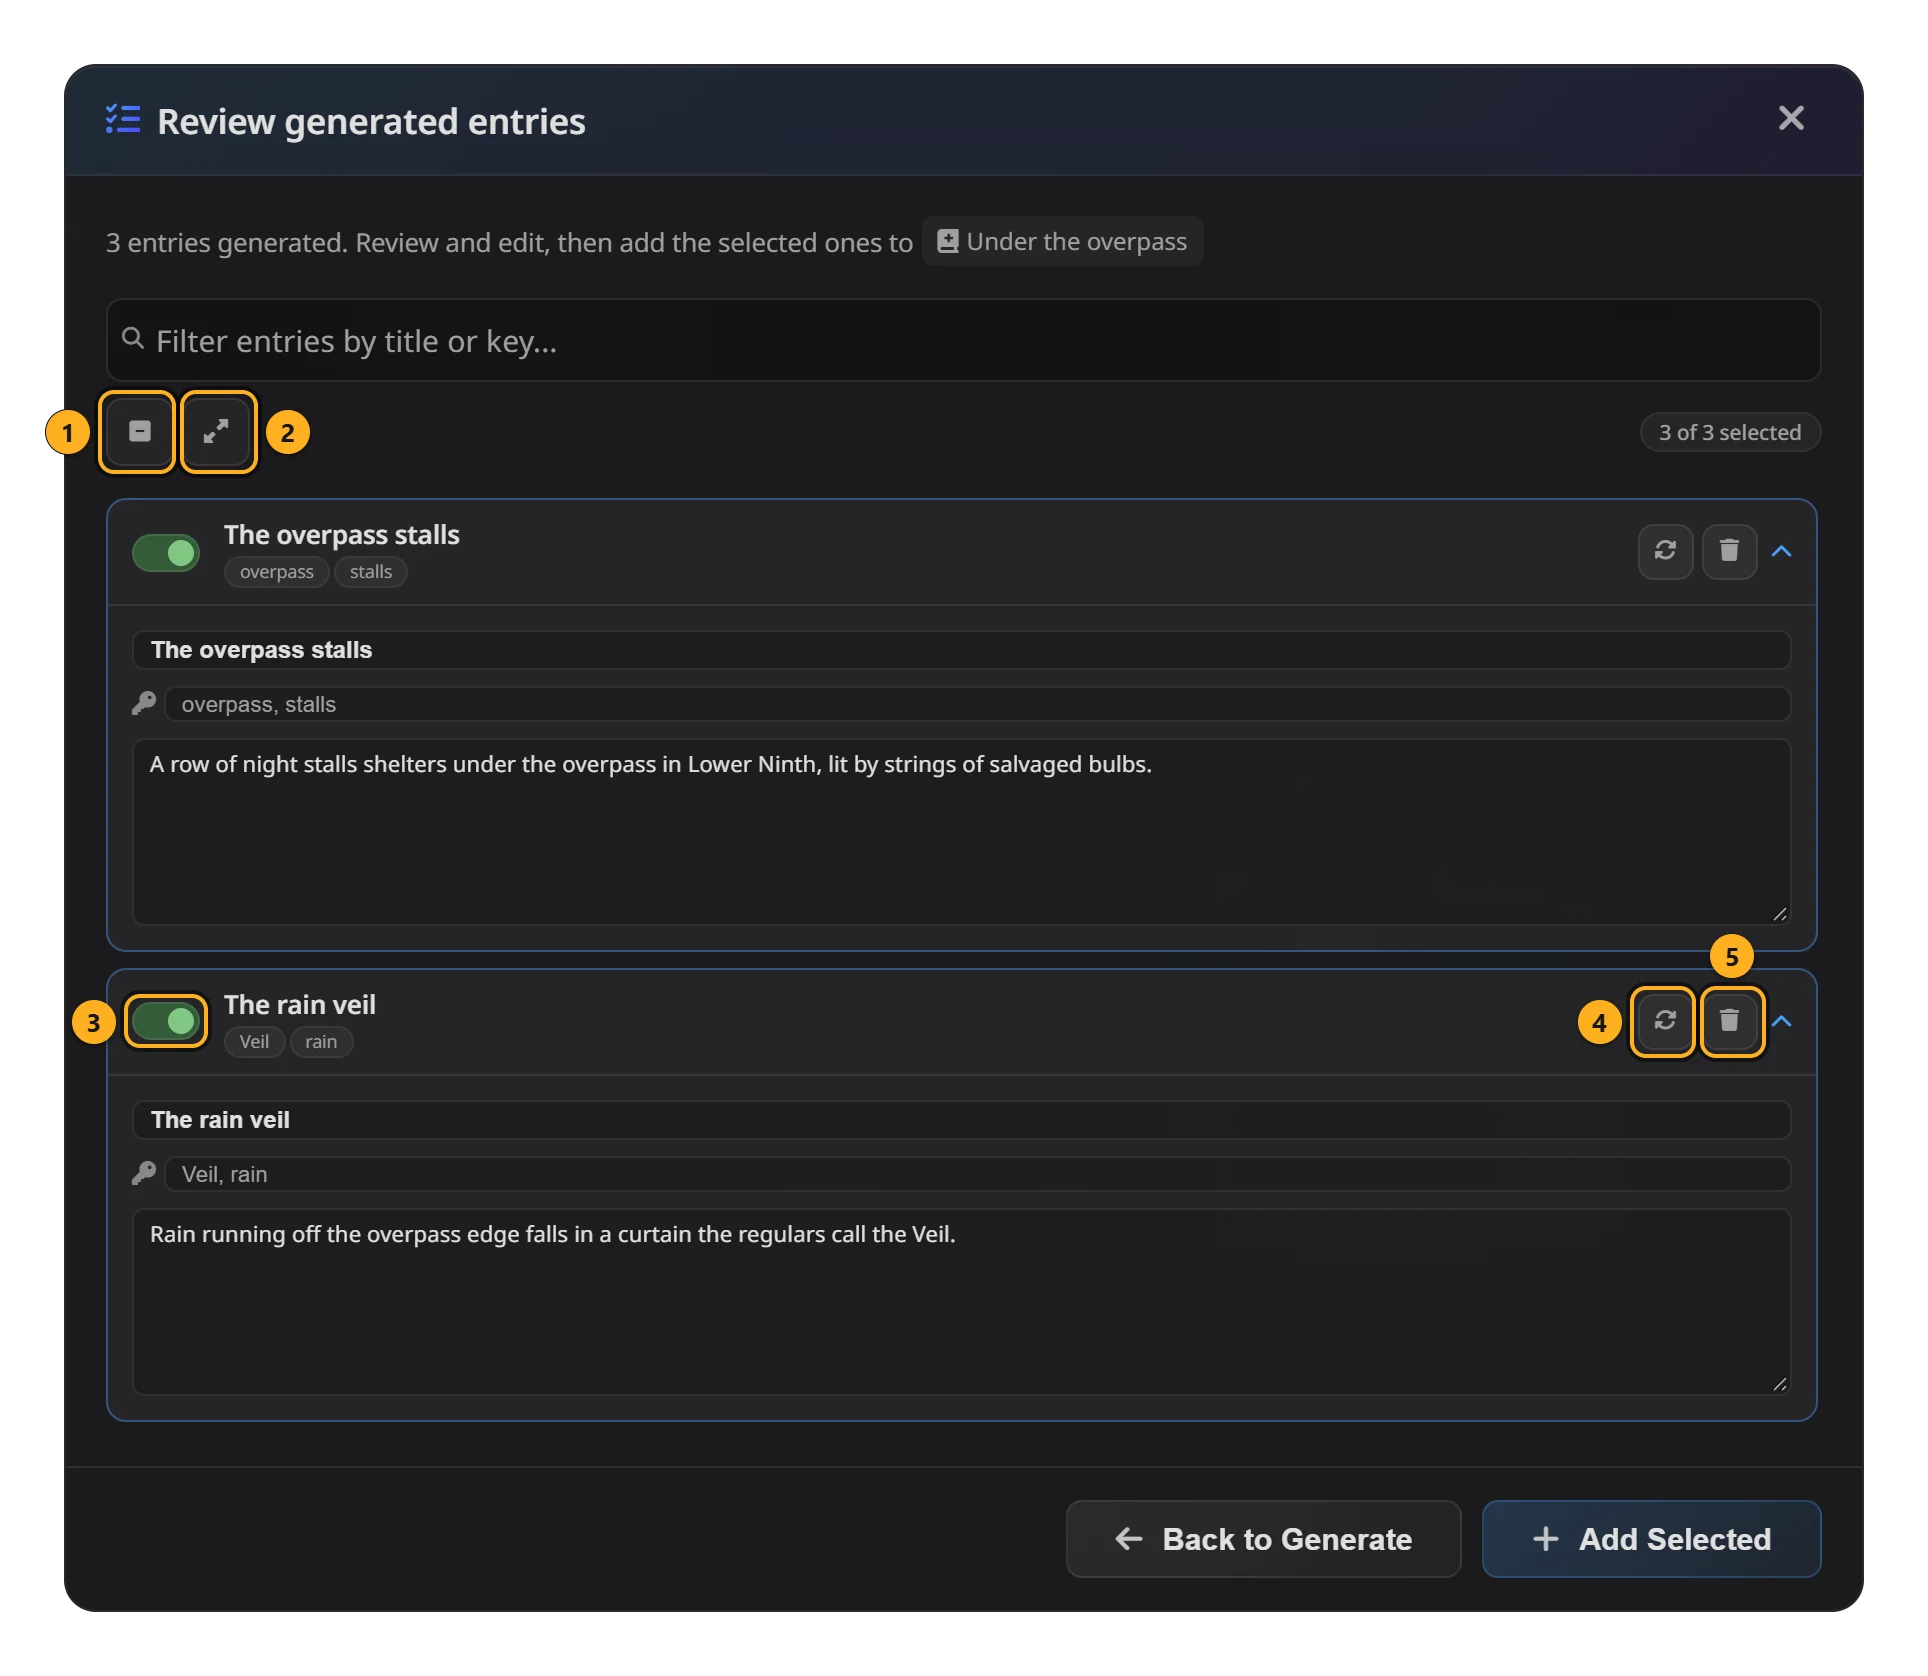 Review generated entries
3 entries generated. Review and edit, then add the selected ones to Under the overpass
Filter entries by title or key...
1
2
3 of 3 selected
The overpass stalls
overpass stalls
The overpass stalls
overpass, stalls
A row of night stalls shelters under the overpass in Lower Ninth, lit by strings of salvaged bulbs.
5
3
The rain veil
4
Veil rain
The rain veil
Veil, rain
Rain running off the overpass edge falls in a curtain the regulars call the Veil.
Back to Generate
Add Selected